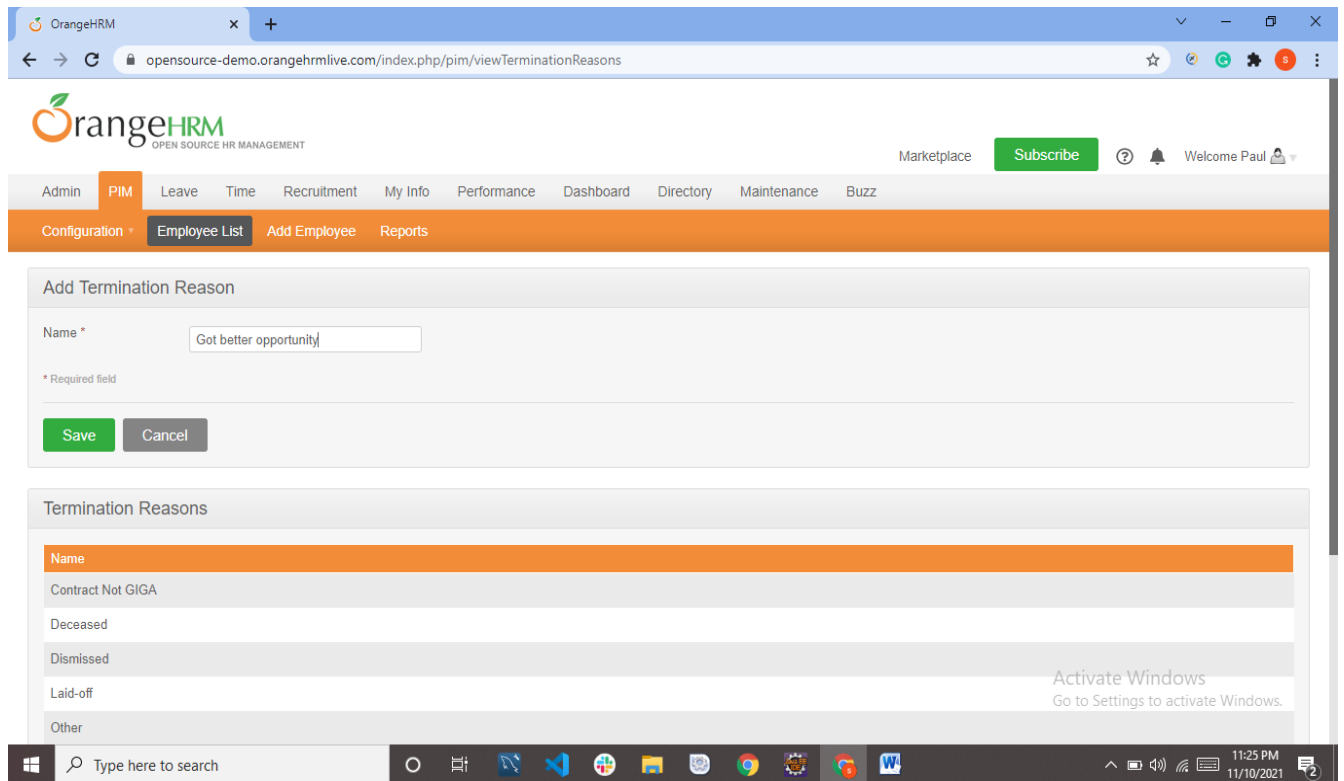 OrangeHRM
opensource-demo.orangehrmlive.com/index.php/pim/viewTerminationReasons
S
OrangeHRM
OPEN SOURCE HR MANAGEMENT
Marketplace Subscribe Welcome Paul
Admin PIM Leave Time Recruitment My Info Performance Dashboard Directory Maintenance Buzz
Configuration Employee List Add Employee Reports
Add Termination Reason
Name * Got better opportunity
* Required field
Save Cancel
Termination Reasons
Name
Contract Not GIGA
Deceased
Dismissed
Laid-off
Other
Activate Windows
Go to Settings to activate Windows.
Type here to search
11:25 PM
11/10/2021
2